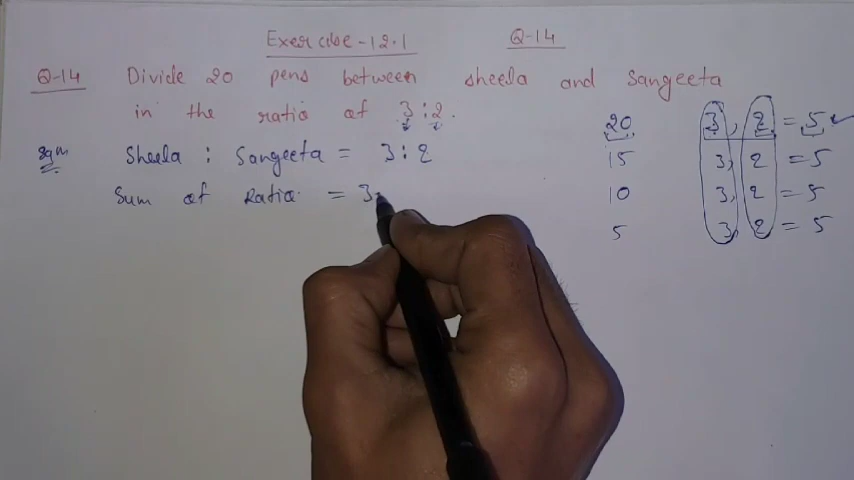 Exercise-12.1 Q-14
Q-14 Divide 20 pens between sheela and Sangeeta
in the ratio of 3:2.
Soln Sheela : Sangeeta = 3:2
Sum of Ratio = 3
20 3, 2 = 5
15 3, 2 = 5
10 3, 2 = 5
5 3, 2 = 5